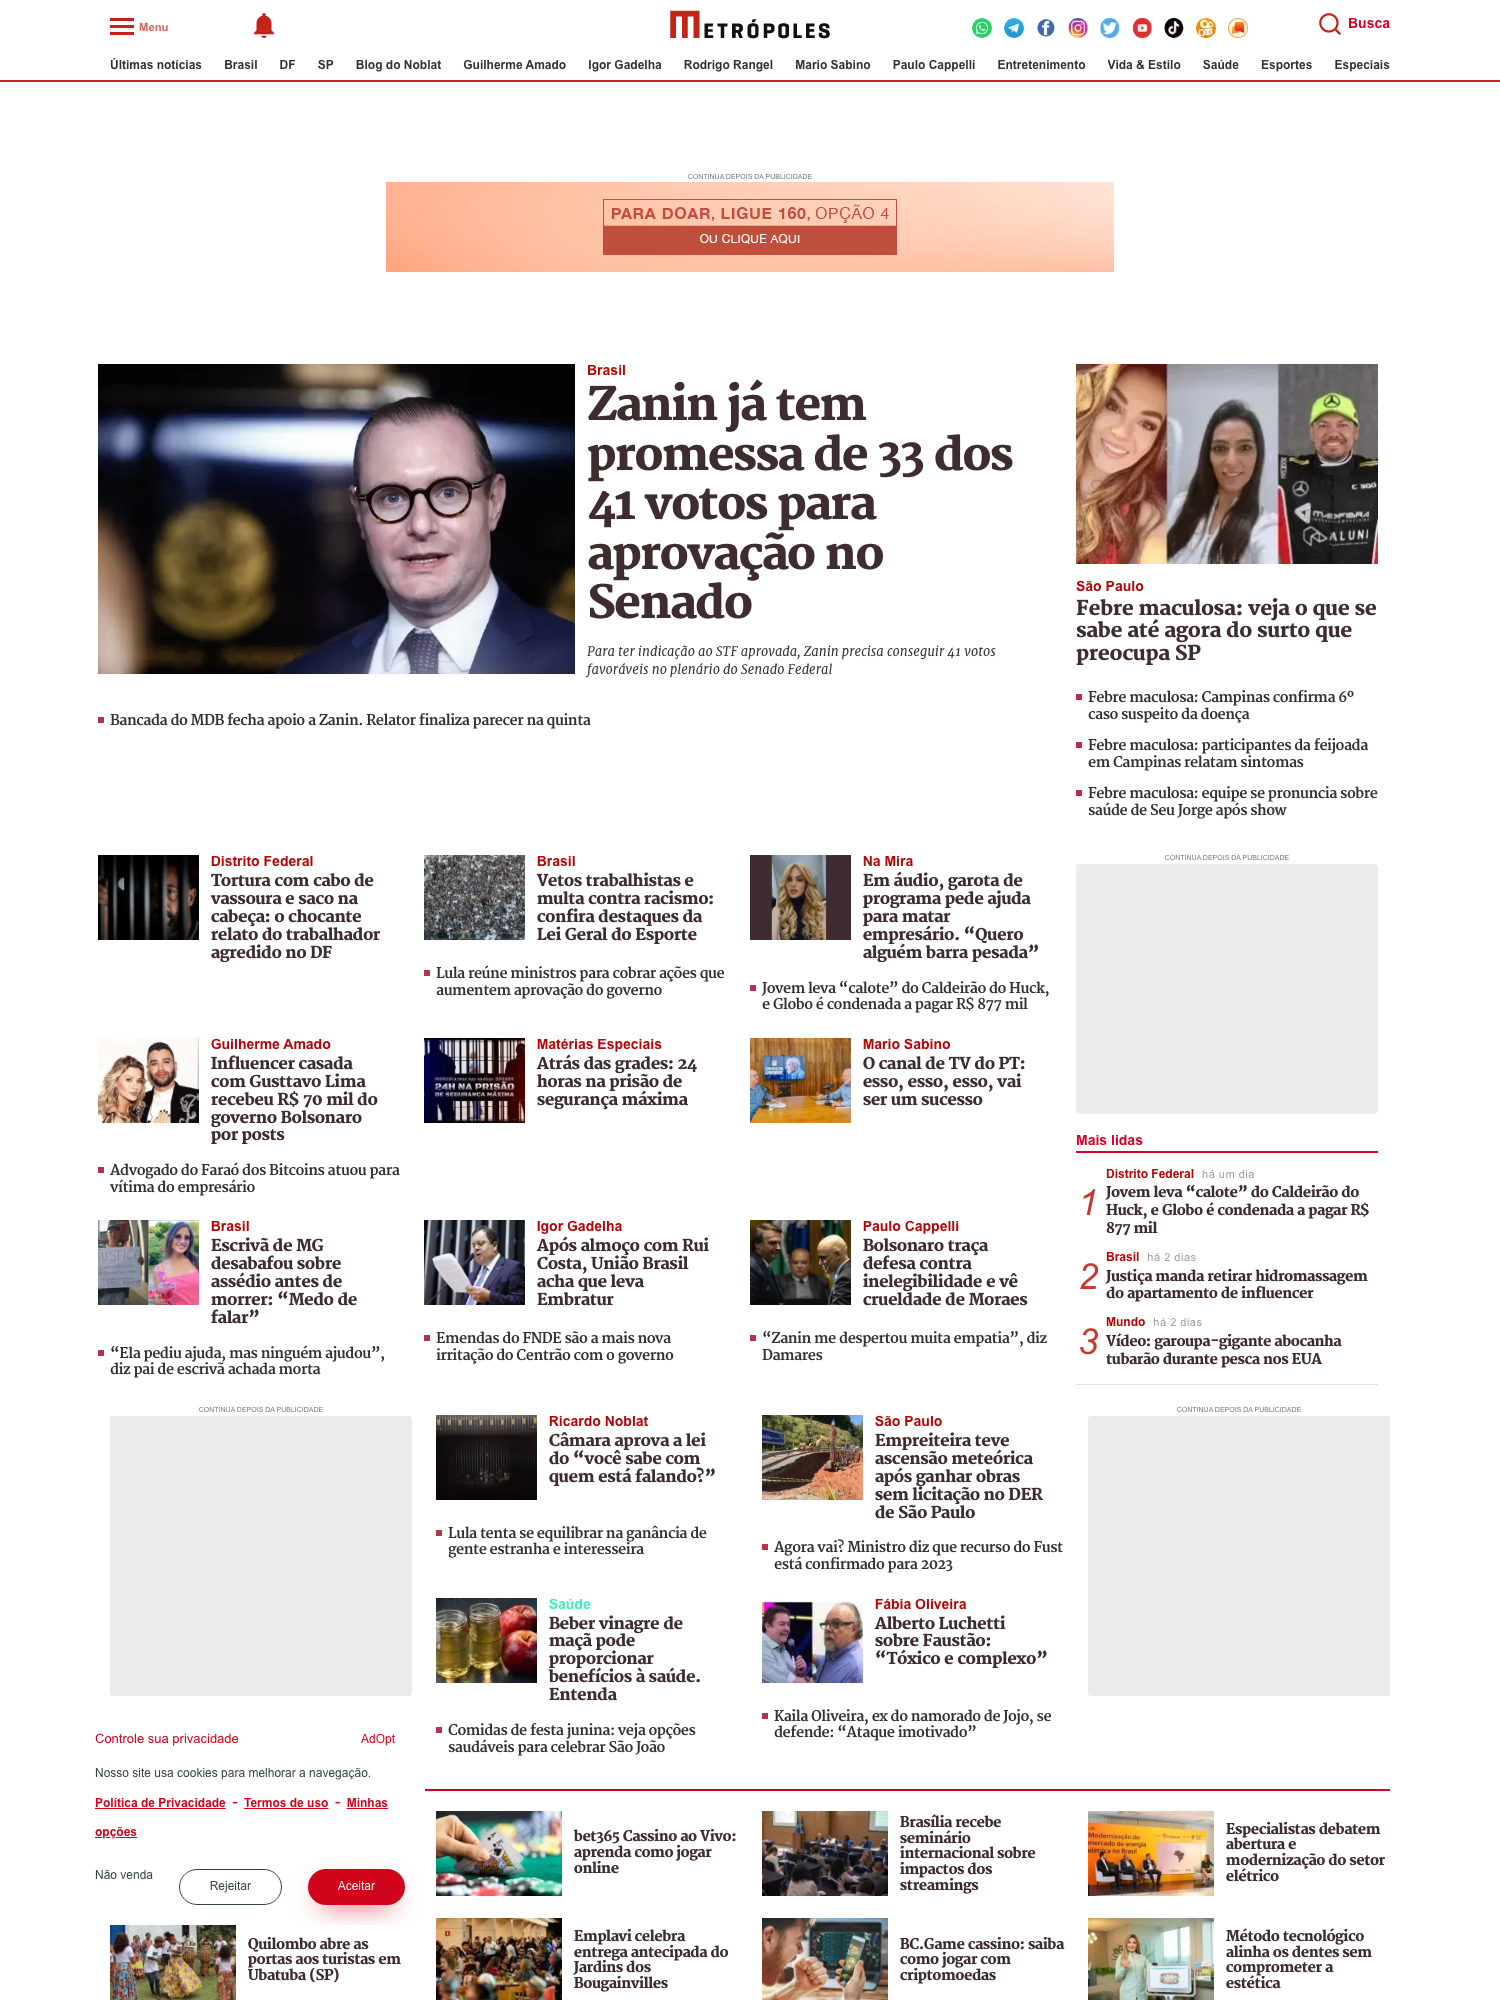 Menu
METRÓPOLES
Busca
Últimas notícias Brasil DF SP Blog do Noblat Guilherme Amado Igor Gadelha Rodrigo Rangel Mario Sabino Paulo Cappelli Entretenimento Vida & Estilo Saúde Esportes Especiais
CONTINUA DEPOIS DA PUBLICIDADE
PARA DOAR, LIGUE 160, OPÇÃO 4
OU CLIQUE AQUI
Brasil
Zanin já tem
promessa de 33 dos
41 votos para
aprovação no
Senado
Para ter indicação ao STF aprovada, Zanin precisa conseguir 41 votos
favoráveis no plenário do Senado Federal
Bancada do MDB fecha apoio a Zanin. Relator finaliza parecer na quinta
São Paulo
Febre maculosa: veja o que se
sabe até agora do surto que
preocupa SP
Febre maculosa: Campinas confirma 6º
caso suspeito da doença
Febre maculosa: participantes da feijoada
em Campinas relatam sintomas
Febre maculosa: equipe se pronuncia sobre
saúde de Seu Jorge após show
Distrito Federal
Tortura com cabo de
vassoura e saco na
cabeça: o chocante
relato do trabalhador
agredido no DF
Brasil
Vetos trabalhistas e
multa contra racismo:
confira destaques da
Lei Geral do Esporte
Lula reúne ministros para cobrar ações que
aumentem aprovação do governo
Na Mira
Em áudio, garota de
programa pede ajuda
para matar
empresário. “Quero
alguém barra pesada”
Jovem leva “calote” do Caldeirão do Huck,
e Globo é condenada a pagar R$ 877 mil
CONTINUA DEPOIS DA PUBLICIDADE
Guilherme Amado
Influencer casada
com Gusttavo Lima
recebeu R$ 70 mil do
governo Bolsonaro
por posts
Advogado do Faraó dos Bitcoins atuou para
vítima do empresário
24H NA PRISÃO
DE SEGURANÇA MÁXIMA
Matérias Especiais
Atrás das grades: 24
horas na prisão de
segurança máxima
Mario Sabino
O canal de TV do PT:
esso, esso, esso, vai
ser um sucesso
Mais lidas
1
Distrito Federal há um dia
Jovem leva “calote” do Caldeirão do
Huck, e Globo é condenada a pagar R$
877 mil
2
Brasil há 2 dias
Justiça manda retirar hidromassagem
do apartamento de influencer
3
Mundo há 2 dias
Vídeo: garoupa-gigante abocanha
tubarão durante pesca nos EUA
Brasil
Escrivã de MG
desabafou sobre
assédio antes de
morrer: “Medo de
falar”
“Ela pediu ajuda, mas ninguém ajudou”,
diz pai de escrivã achada morta
Igor Gadelha
Após almoço com Rui
Costa, União Brasil
acha que leva
Embratur
Emendas do FNDE são a mais nova
irritação do Centrão com o governo
Paulo Cappelli
Bolsonaro traça
defesa contra
inelegibilidade e vê
crueldade de Moraes
“Zanin me despertou muita empatia”, diz
Damares
CONTINUA DEPOIS DA PUBLICIDADE
Ricardo Noblat
Câmara aprova a lei
do “você sabe com
quem está falando?”
Lula tenta se equilibrar na ganância de
gente estranha e interesseira
São Paulo
Empreiteira teve
ascensão meteórica
após ganhar obras
sem licitação no DER
de São Paulo
Agora vai? Ministro diz que recurso do Fust
está confirmado para 2023
CONTINUA DEPOIS DA PUBLICIDADE
Saúde
Beber vinagre de
maçã pode
proporcionar
benefícios à saúde.
Entenda
Comidas de festa junina: veja opções
saudáveis para celebrar São João
Fábia Oliveira
Alberto Luchetti
sobre Faustão:
“Tóxico e complexo”
Kaila Oliveira, ex do namorado de Jojo, se
defende: “Ataque imotivado”
Controle sua privacidade AdOpt
Nosso site usa cookies para melhorar a navegação.
Política de Privacidade - Termos de uso - Minhas
opções
Não venda Rejeitar Aceitar
bet365 Cassino ao Vivo:
aprenda como jogar
online
Brasília recebe
seminário
internacional sobre
impactos dos
streamings
Especialistas debatem
abertura e
modernização do setor
elétrico
Quilombo abre as
portas aos turistas em
Ubatuba (SP)
Emplavi celebra
entrega antecipada do
Jardins dos
Bougainvilles
BC.Game cassino: saiba
como jogar com
criptomoedas
Método tecnológico
alinha os dentes sem
comprometer a
estética